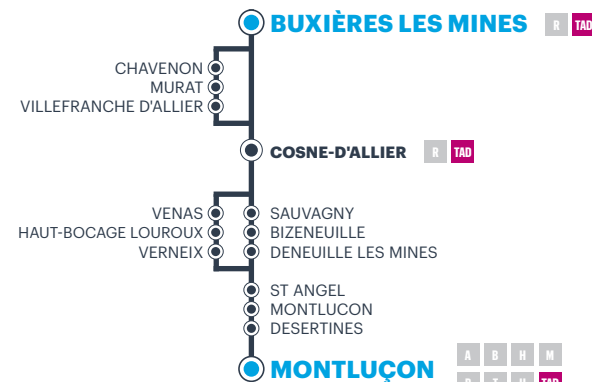 BUXIÈRES LES MINES R TAD
CHAVENON
MURAT
VILLEFRANCHE D'ALLIER
COSNE-D'ALLIER R TAD
VENAS SAUVAGNY
HAUT-BOCAGE LOUROUX BIZENEUILLE
VERNEIX DENEUILLE LES MINES
ST ANGEL
MONTLUCON
DESERTINES
A B H M
MONTLUÇON
TAD